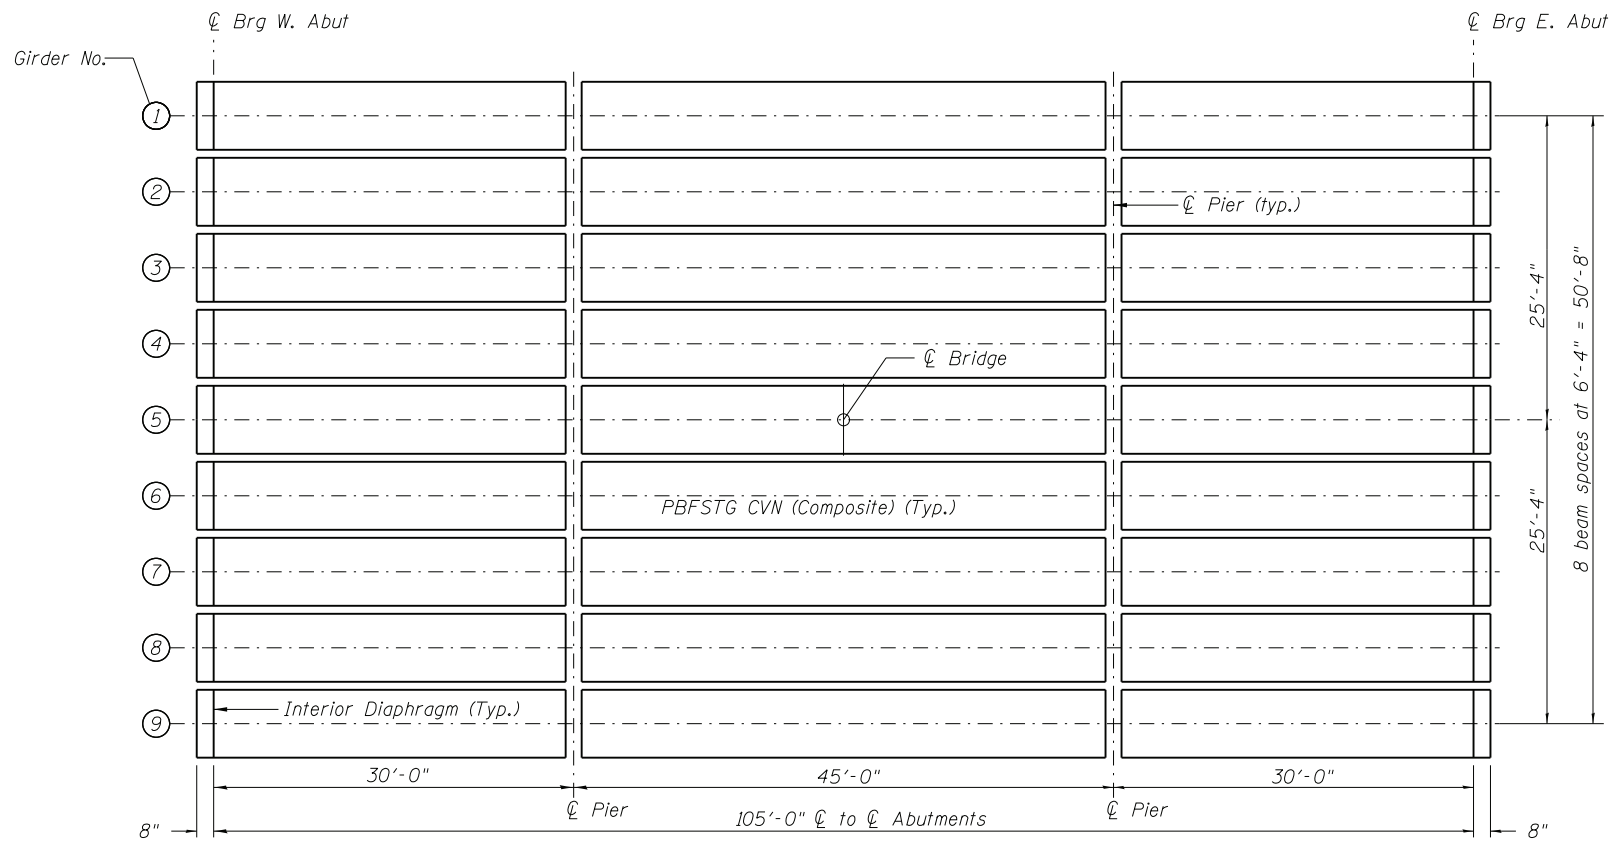 ℄ Brg W. Abut
℄ Brg E. Abut
Girder No.
1
2
℄ Pier (typ.)
3
25'-4"
8 beam spaces at 6'-4" = 50'-8"
4
℄ Bridge
5
6
PBFSTG CVN (Composite) (Typ.)
25'-4"
7
8
Interior Diaphragm (Typ.)
9
30'-0"
45'-0"
30'-0"
℄ Pier
℄ Pier
105'-0" ℄ to ℄ Abutments
8"
8"